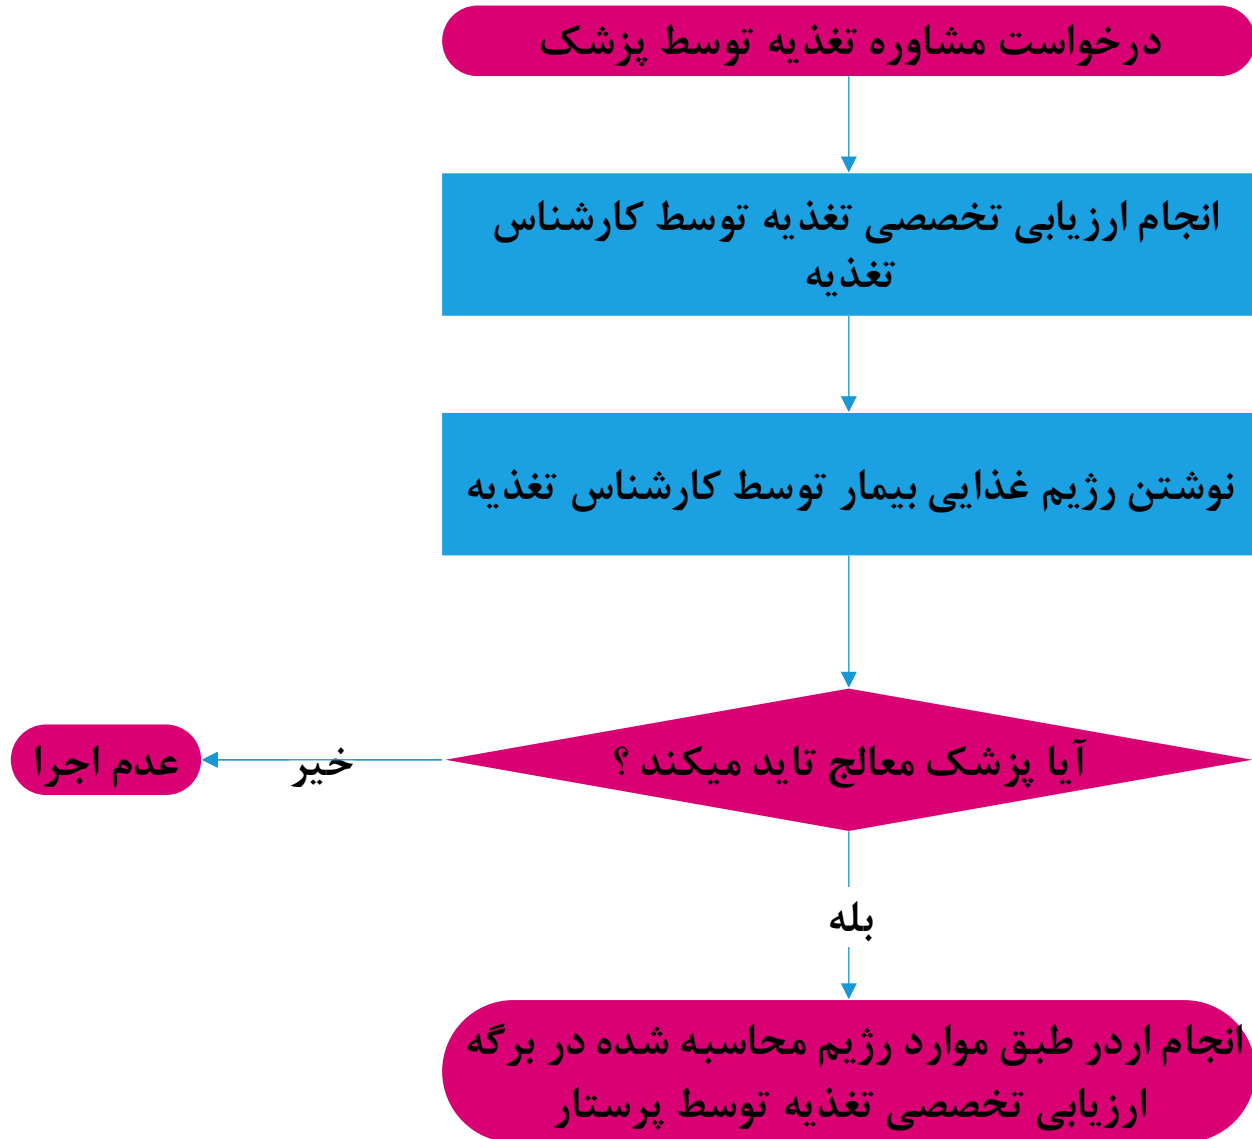 درخواست مشاوره تغذیه توسط پزشک
انجام ارزیابی تخصصی تغذیه توسط کارشناس
تغذیه
نوشتن رژیم غذایی بیمار توسط کارشناس تغذیه
آیا پزشک معالج تاید میکند ؟
خیر
عدم اجرا
بله
انجام اردر طبق موارد رژیم محاسبه شده در برگه
ارزیابی تخصصی تغذیه توسط پرستار